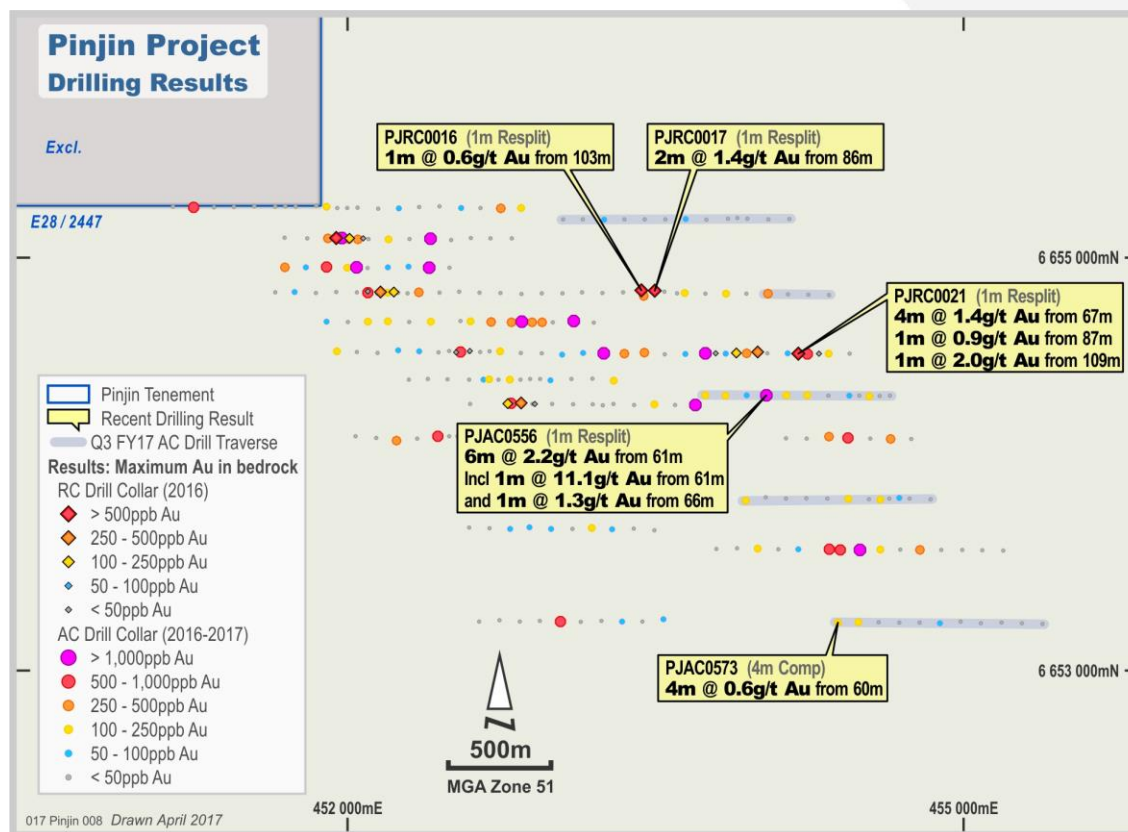 Pinjin Project
Drilling Results
Excl.
E28 / 2447
PJRC0016 (1m Resplit)
1m @ 0.6g/t Au from 103m
PJRC0017 (1m Resplit)
2m @ 1.4g/t Au from 86m
6 655 000mN
PJRC0021 (1m Resplit)
4m @ 1.4g/t Au from 67m
1m @ 0.9g/t Au from 87m
1m @ 2.0g/t Au from 109m
PJAC0556 (1m Resplit)
6m @ 2.2g/t Au from 61m
Incl 1m @ 11.1g/t Au from 61m
and 1m @ 1.3g/t Au from 66m
Pinjin Tenement
Recent Drilling Result
Q3 FY17 AC Drill Traverse
Results: Maximum Au in bedrock
RC Drill Collar (2016)
> 500ppb Au
250 - 500ppb Au
100 - 250ppb Au
50 - 100ppb Au
< 50ppb Au
AC Drill Collar (2016-2017)
> 1,000ppb Au
500 - 1,000ppb Au
250 - 500ppb Au
100 - 250ppb Au
50 - 100ppb Au
< 50ppb Au
PJAC0573 (4m Comp)
4m @ 0.6g/t Au from 60m
6 653 000mN
N
500m
MGA Zone 51
452 000mE
455 000mE
017 Pinjin 008 Drawn April 2017